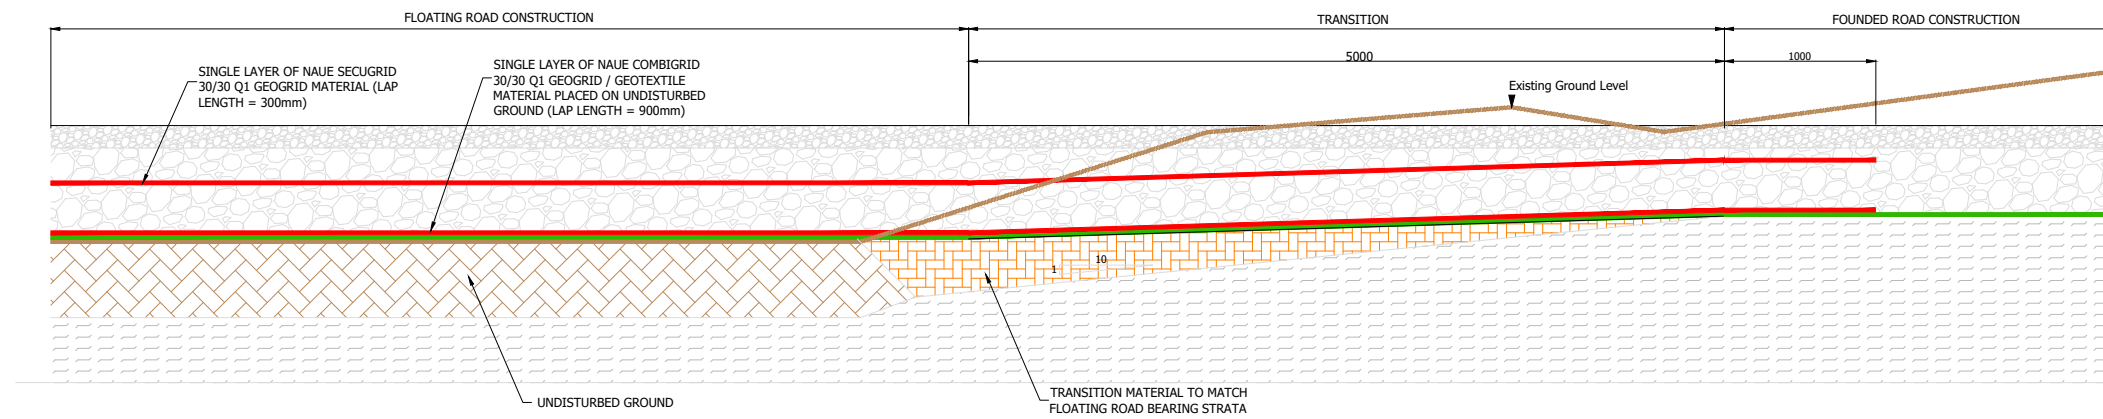 FLOATING ROAD CONSTRUCTION
TRANSITION
FOUNDED ROAD CONSTRUCTION
5000
1000
SINGLE LAYER OF NAUE SECUGRID
30/30 Q1 GEOGRID MATERIAL (LAP
LENGTH = 300mm)
SINGLE LAYER OF NAUE COMBIGRID
30/30 Q1 GEOGRID / GEOTEXTILE
MATERIAL PLACED ON UNDISTURBED
GROUND (LAP LENGTH = 900mm)
Existing Ground Level
1
10
UNDISTURBED GROUND
TRANSITION MATERIAL TO MATCH
FLOATING ROAD BEARING STRATA